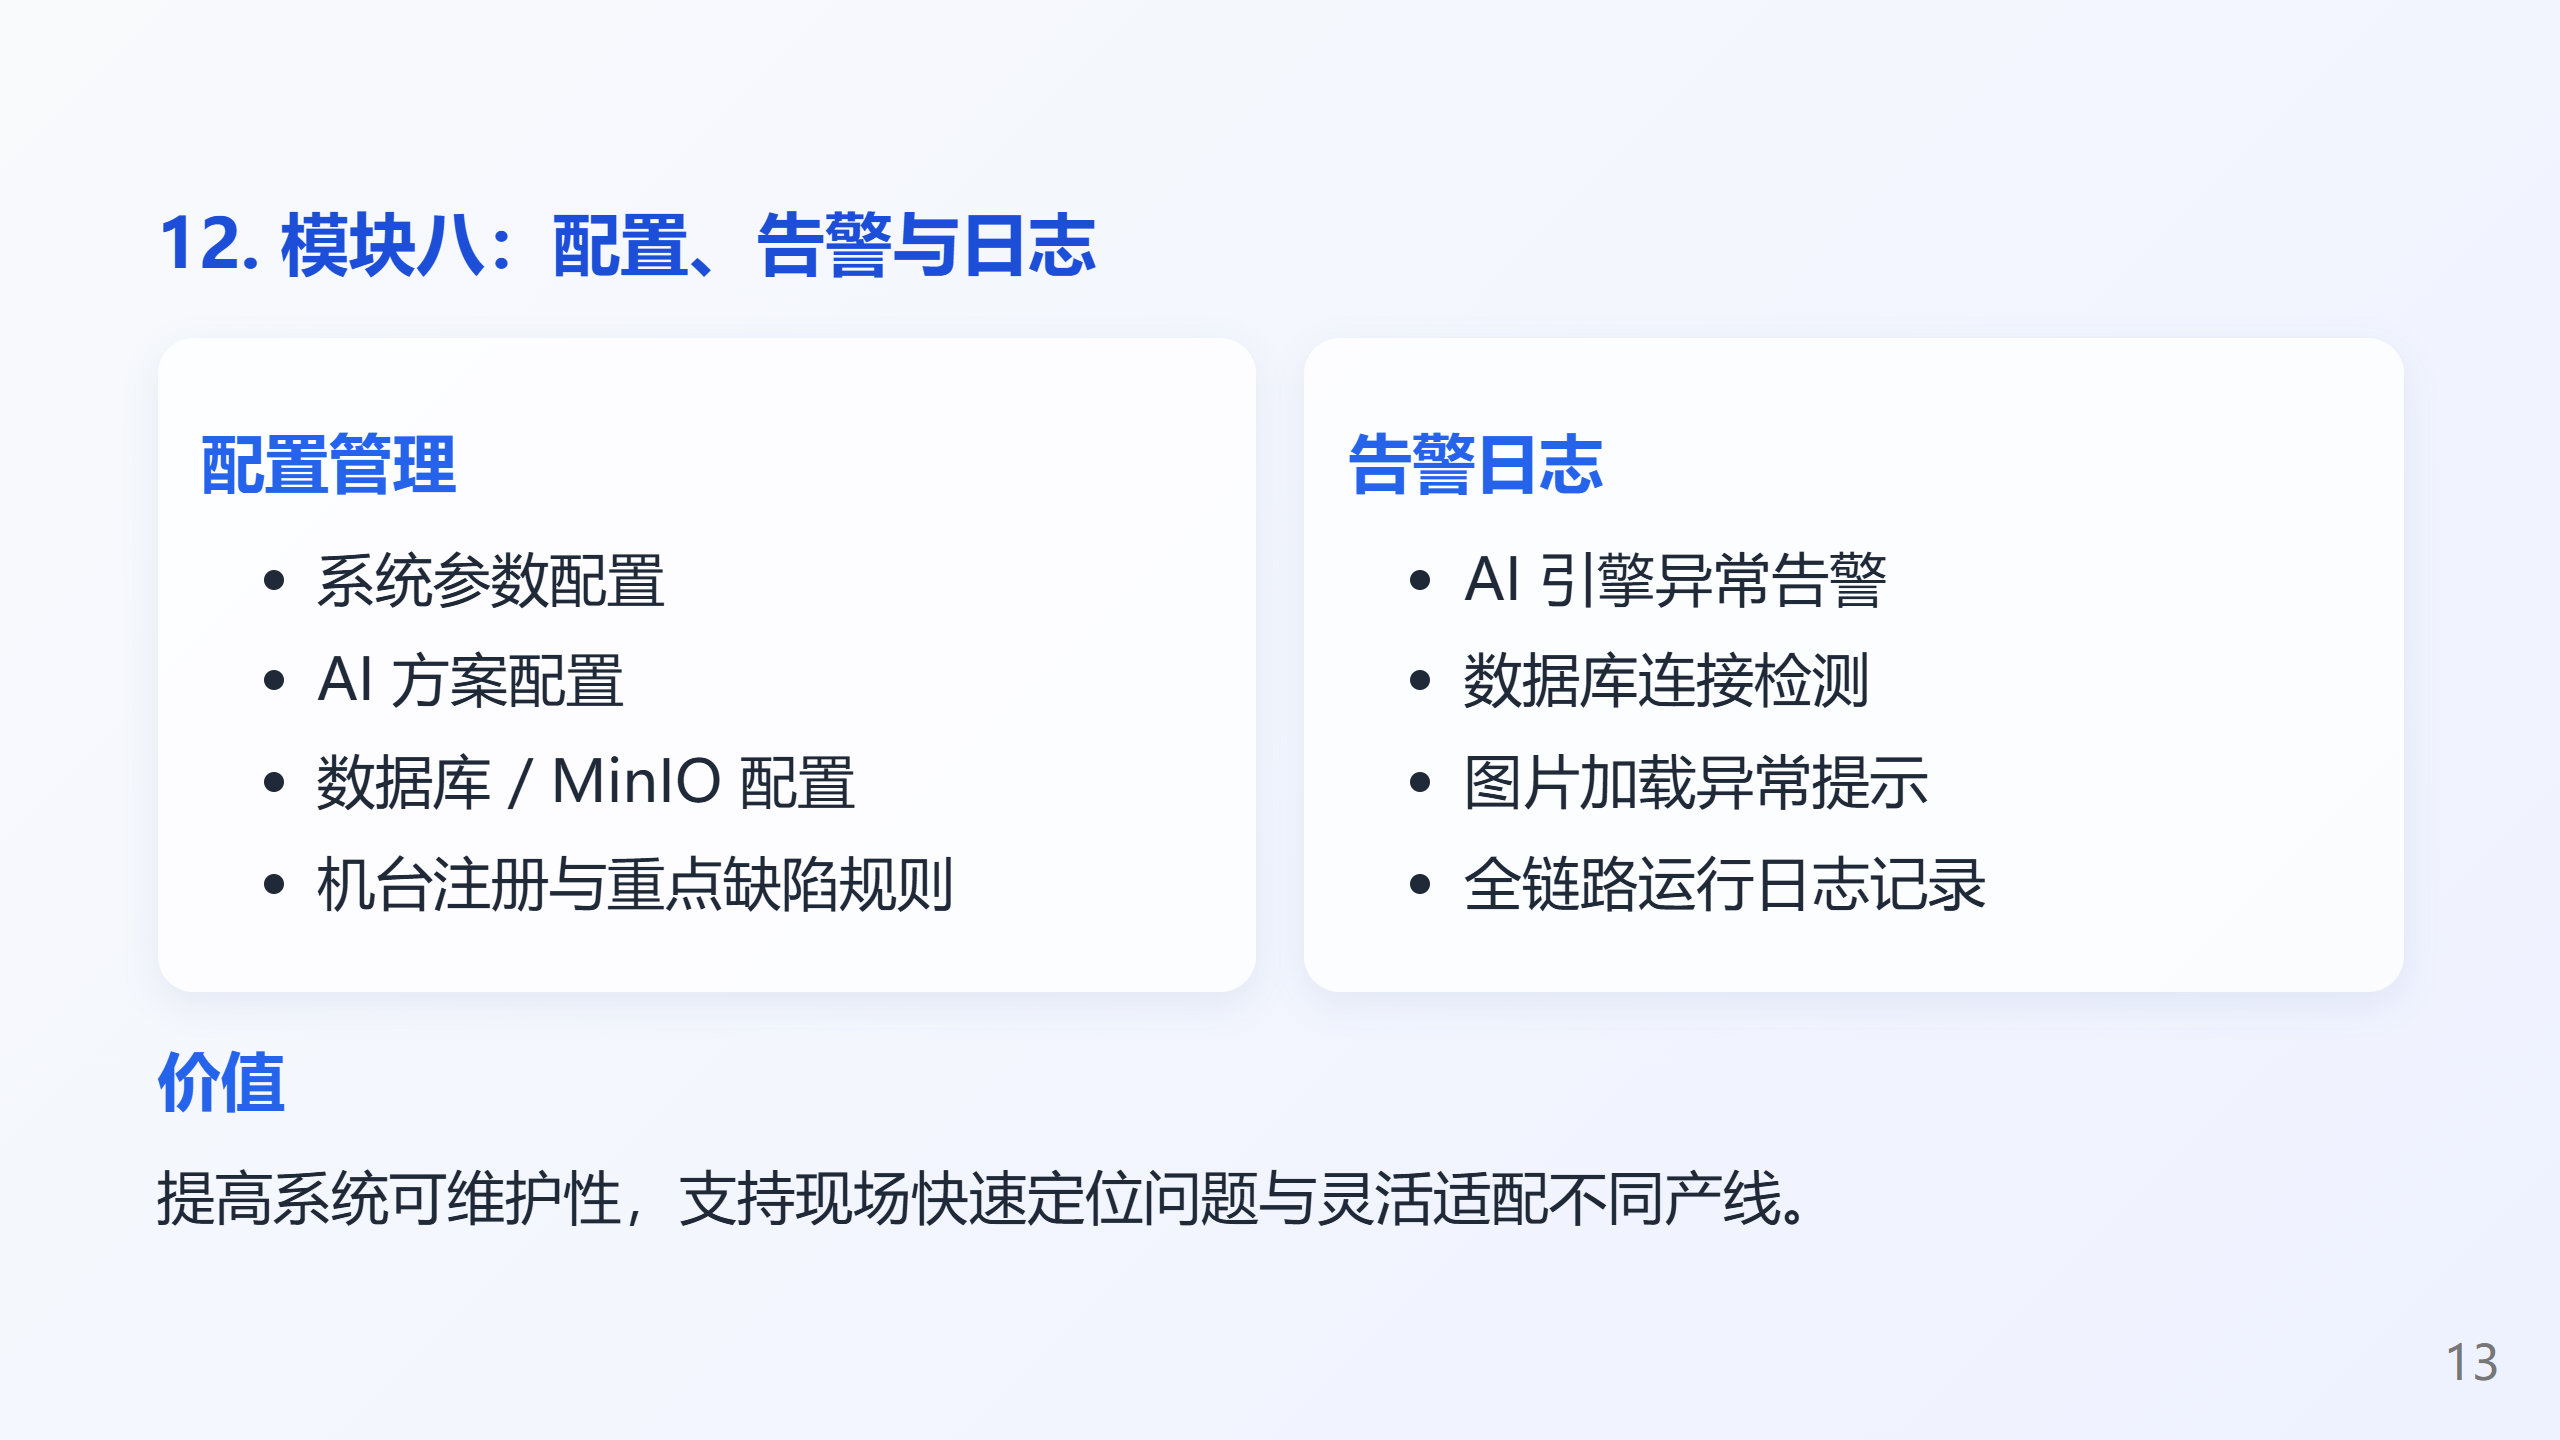 12. 模块八：配置、告警与日志
配置管理
• 系统参数配置
• AI 方案配置
• 数据库 / MinIO 配置
• 机台注册与重点缺陷规则
告警日志
• AI 引擎异常告警
• 数据库连接检测
• 图片加载异常提示
• 全链路运行日志记录
价值
提高系统可维护性，支持现场快速定位问题与灵活适配不同产线。
13